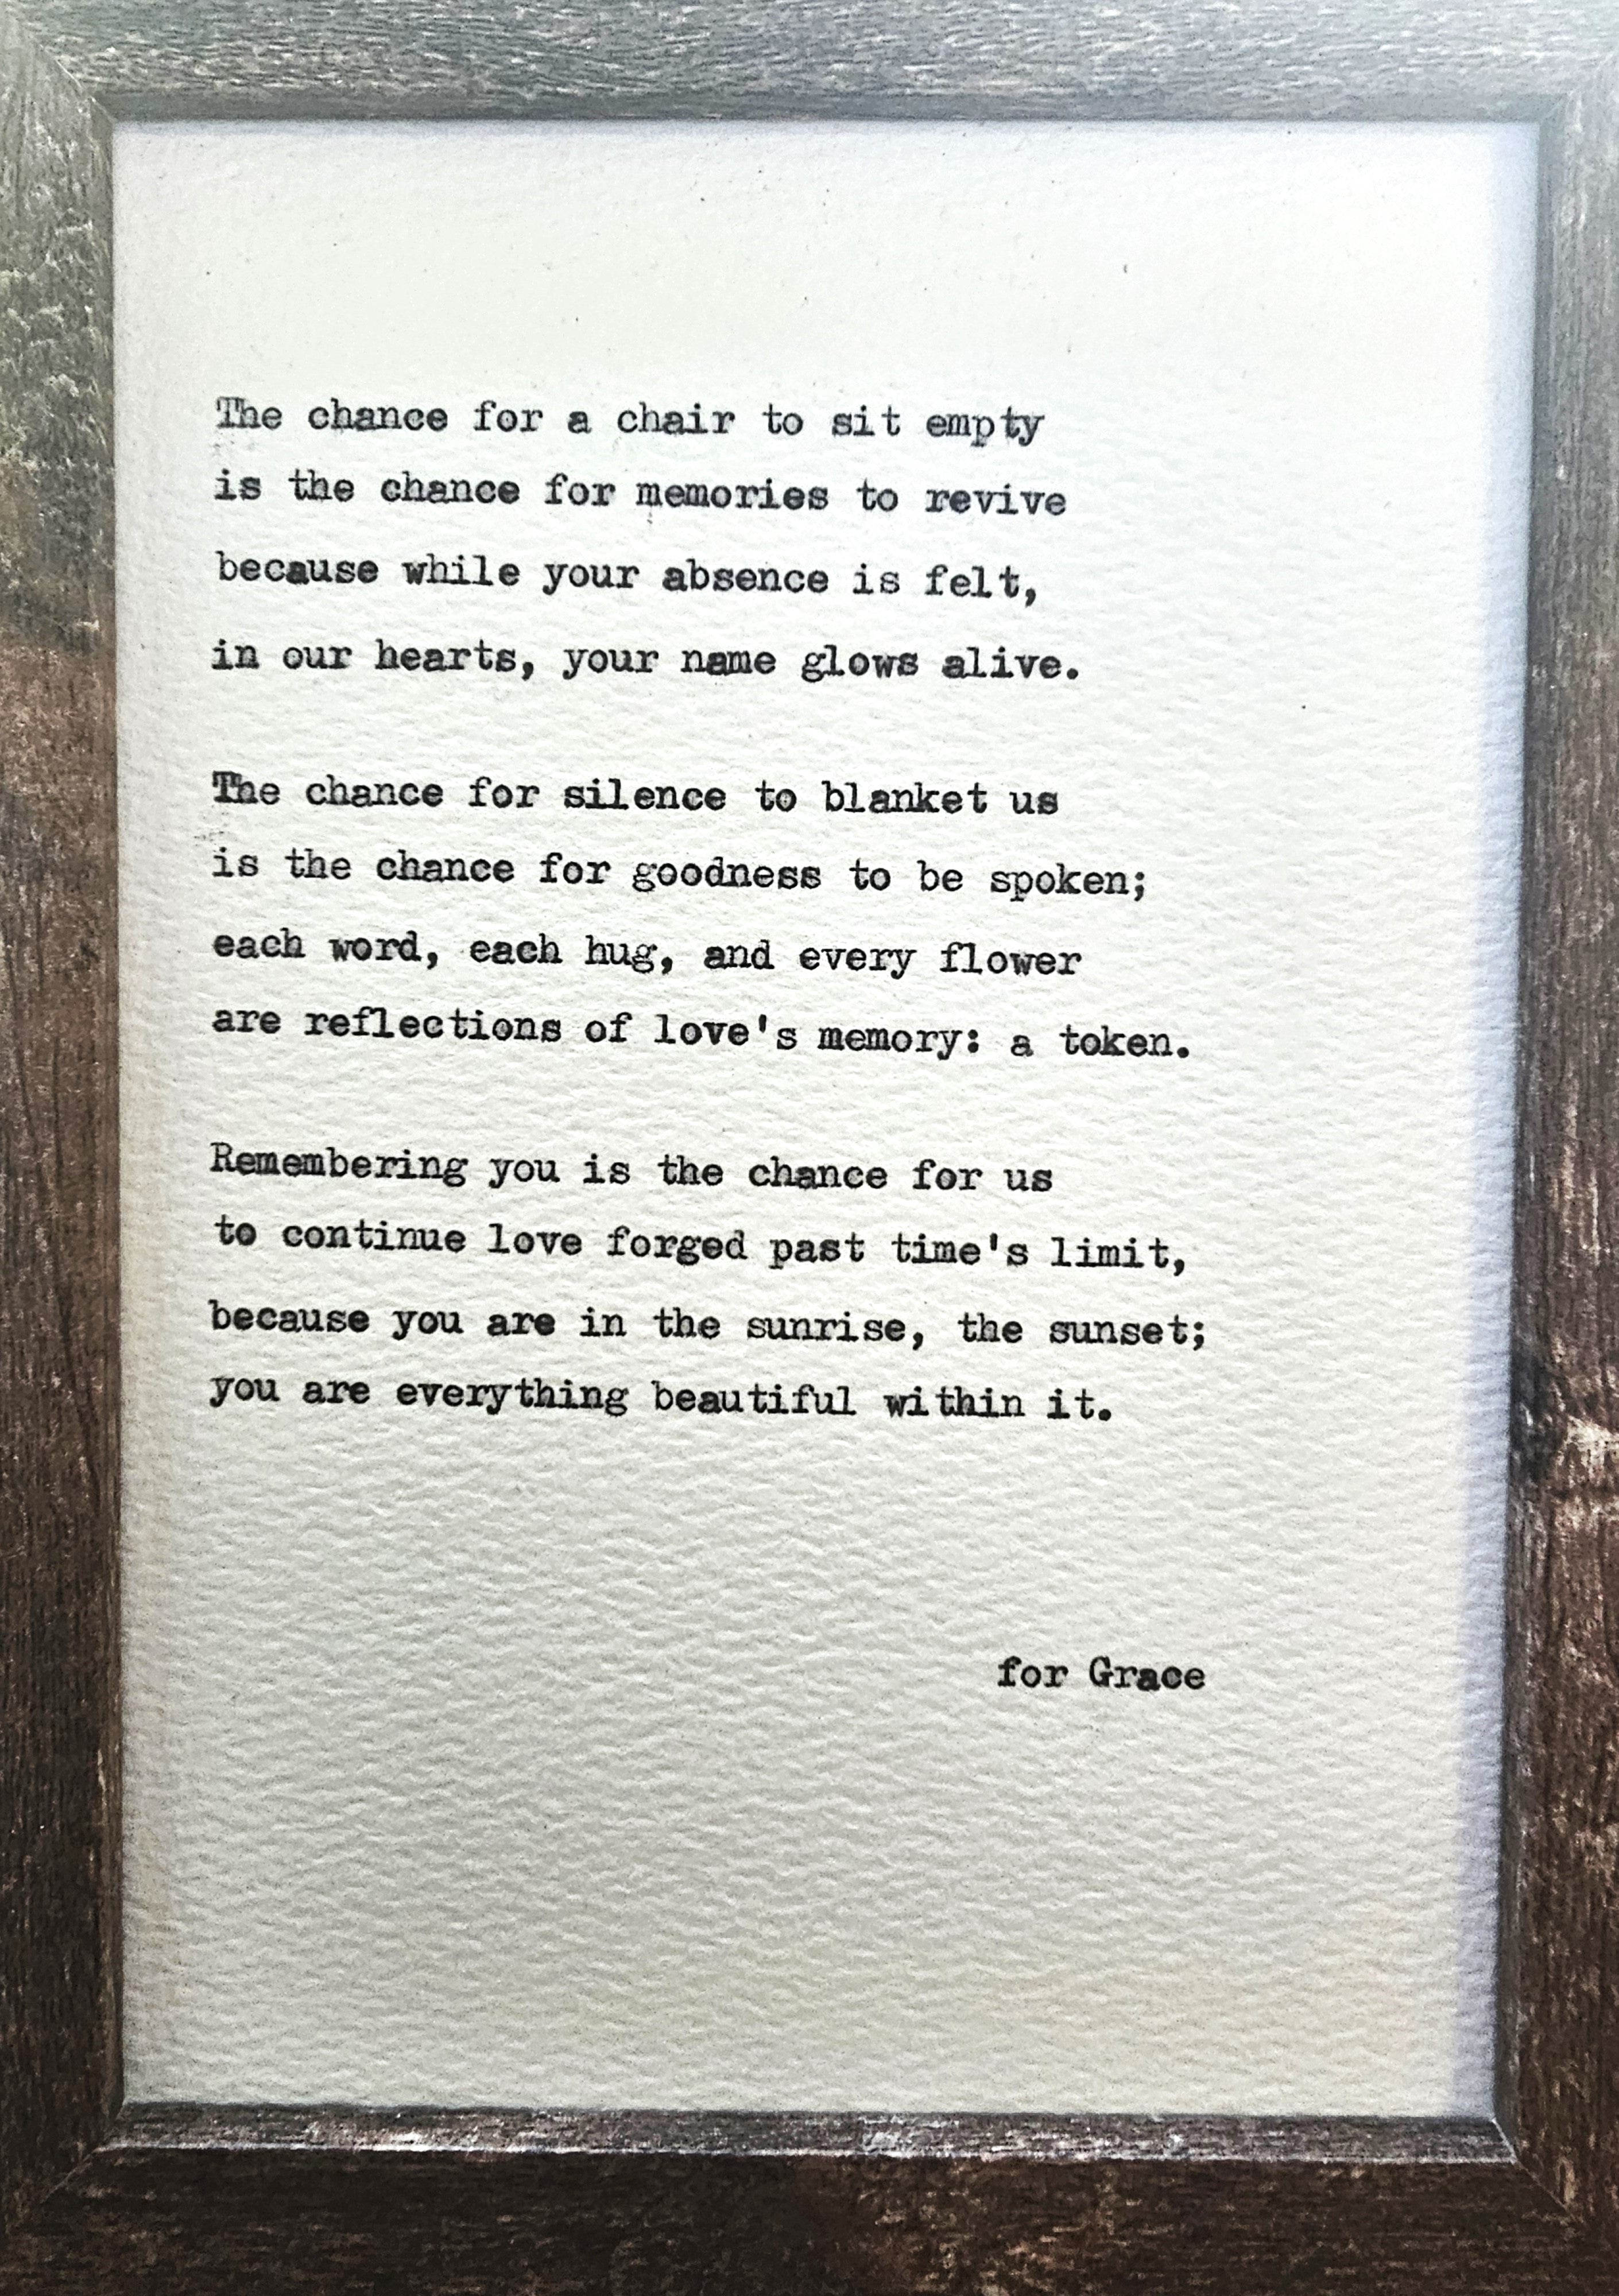 The chance for a chair to sit empty
is the chance for memories to revive
because while your absence is felt,
in our hearts, your name glows alive.
The chance for silence to blanket us
is the chance for goodness to be spoken;
each word, each hug, and every flower
are reflections of love's memory: a token.
Remembering you is the chance for us
to continue love forged past time's limit,
because you are in the sunrise, the sunset;
you are everything beautiful within it.
for Grace